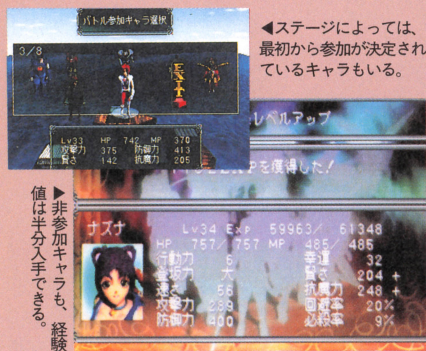 バトル参加キャラ選択
3/8
EXIT
Lv33 HP 742 MP 370
攻撃力 375 防御力 413
賢さ 142 抗魔力 205
◀ステージによっては、
最初から参加が決定され
ているキャラもいる。
レベルアップ
EXPを獲得した！
▶非参加キャラも、経験
値は半分入手できる。
ナズナ
Lv34 Exp 59963/ 61348
HP 757/ 757 MP 485/ 485
行動力 6 幸運 32
登坂力 大 賢さ 204 +
速さ 56 抗魔力 248 +
攻撃力 289 回避率 20%
防御力 400 必殺率 9%